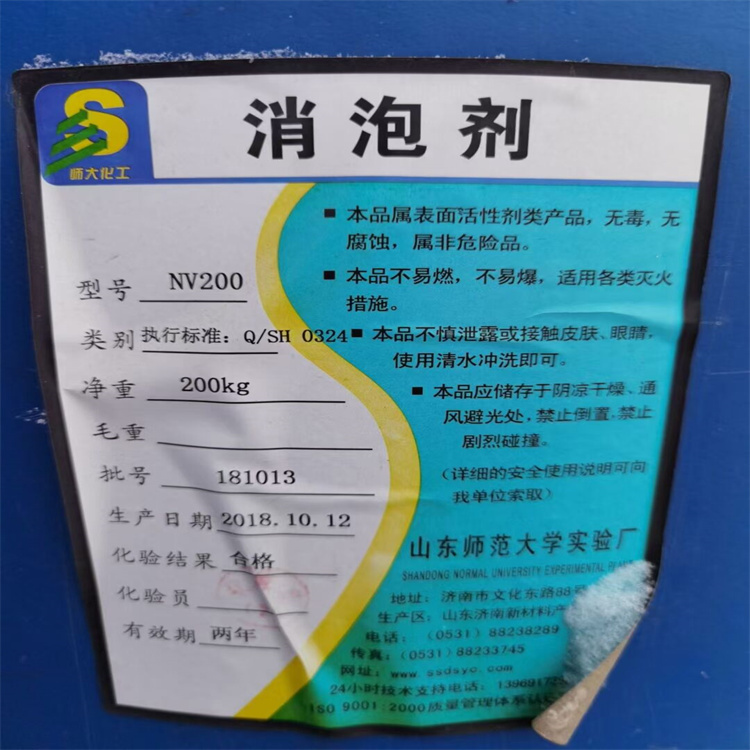 师大化工
消泡剂
型号 NV200
类别 执行标准：Q/SH 0324
净重 200kg
毛重
批号 181013
生产日期 2018.10.12
化验结果 合格
化验员
有效期 两年
■ 本品属表面活性剂类产品，无毒，无
腐蚀，属非危险品。
■ 本品不易燃，不易爆，适用各类灭火
措施。
■ 本品不慎泄露或接触皮肤、眼睛，
使用清水冲洗即可。
■ 本品应储存于阴凉干燥、通
风避光处，禁止倒置，禁止
剧烈碰撞。
（详细的安全使用说明可向
我单位索取）
山东师范大学实验厂
SHANDONG NORMAL UNIVERSITY EXPERIMENTAL
地址：济南市文化东路88号
生产区：山东济南新材料产
电话：（0531）88238289
传真：（0531）88233745
网址：www.ssdsyc.com
24小时技术支持电话：139691
ISO 9001:2000质量管理体系认